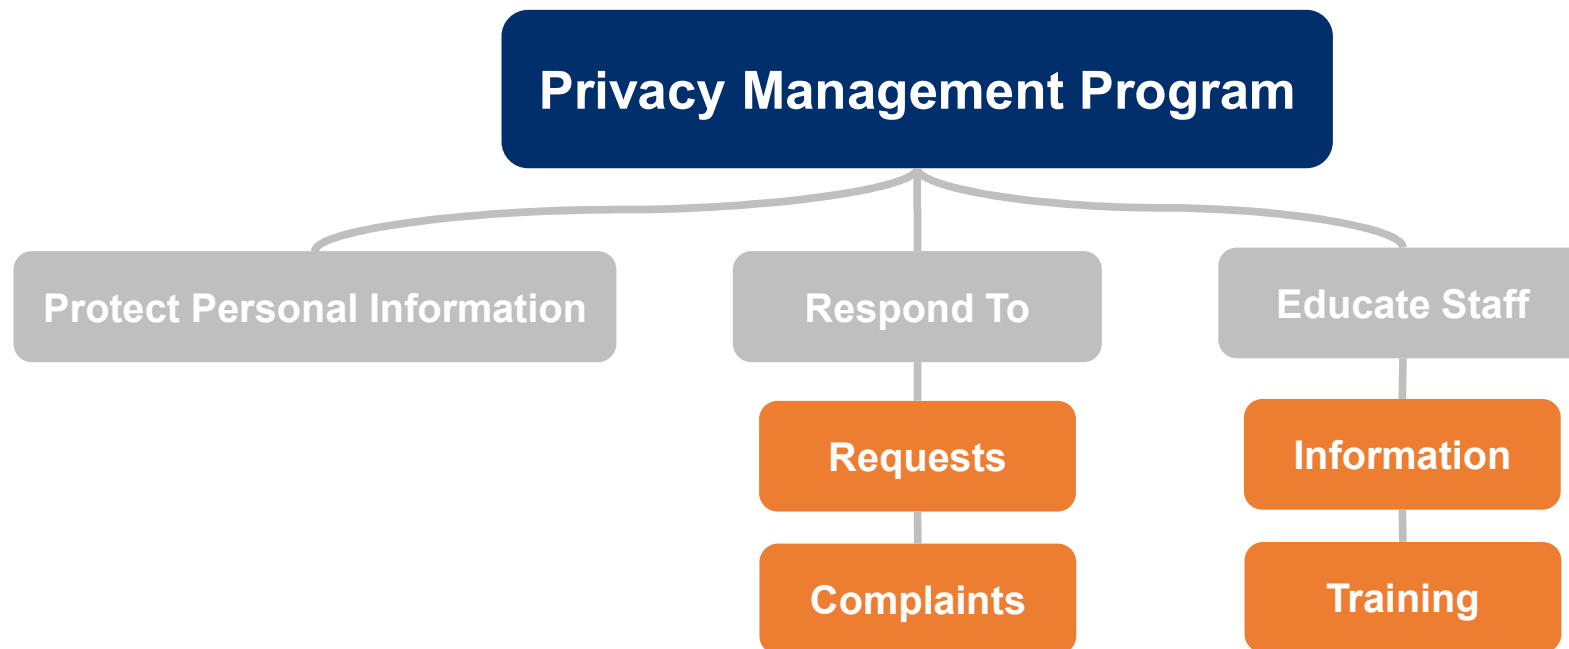 Privacy Management Program
Protect Personal Information
Respond To
Educate Staff
Requests
Information
Complaints
Training